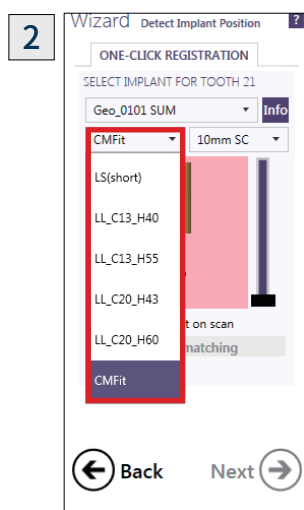 2
Wizard Detect Implant Position ?
ONE-CLICK REGISTRATION
SELECT IMPLANT FOR TOOTH 21
Geo_0101 SUM Info
CMFit 10mm SC
LS(short)
LL_C13_H40
LL_C13_H55
LL_C20_H43
t on scan
LL_C20_H60
matching
CMFit
Back Next